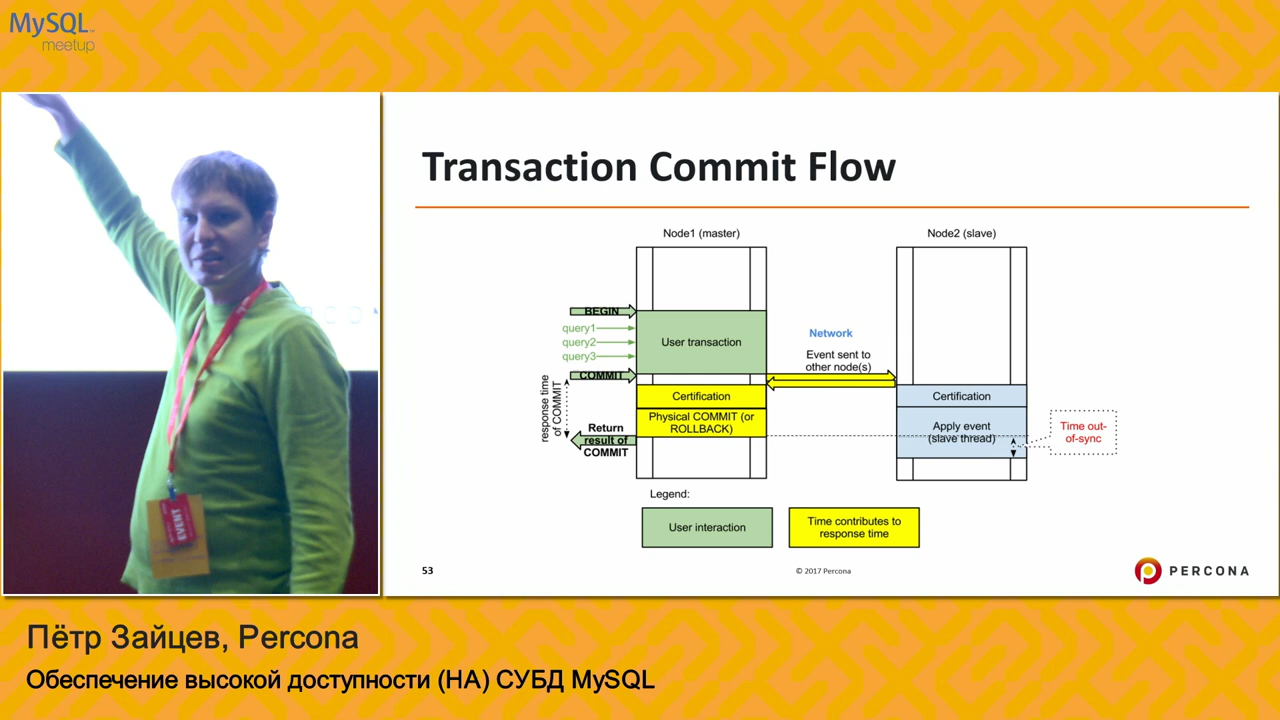 MySQL
meetup
Transaction Commit Flow
Node1 (master)
Node2 (slave)
BEGIN
query1
query2
query3
User transaction
Network
Event sent to
other node(s)
COMMIT
response time
of COMMIT
Certification
Physical COMMIT (or
ROLLBACK)
Return
result of
COMMIT
Certification
Apply event
(slave thread)
Time out-
of-sync
Legend:
User interaction
Time contributes to
response time
53
© 2017 Percona
PERCONA
EVENT
Пётр Зайцев, Percona
Обеспечение высокой доступности (HA) СУБД MySQL